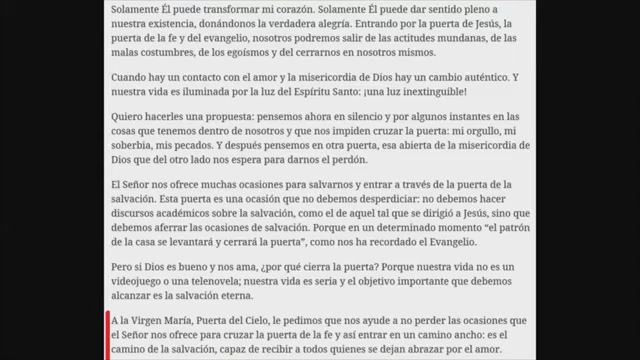 Solamente Él puede transformar mi corazón. Solamente Él puede dar sentido pleno a
nuestra existencia, donándonos la verdadera alegría. Entrando por la puerta de Jesús, la
puerta de la fe y del evangelio, nosotros podremos salir de las actitudes mundanas, de las
malas costumbres, de los egoísmos y del cerrarnos en nosotros mismos.
Cuando hay un contacto con el amor y la misericordia de Dios hay un cambio auténtico. Y
nuestra vida es iluminada por la luz del Espíritu Santo: ¡una luz inextinguible!
Quiero hacerles una propuesta: pensemos ahora en silencio y por algunos instantes en las
cosas que tenemos dentro de nosotros y que nos impiden cruzar la puerta: mi orgullo, mi
soberbia, mis pecados. Y después pensemos en otra puerta, esa abierta de la misericordia de
Dios que del otro lado nos espera para darnos el perdón.
El Señor nos ofrece muchas ocasiones para salvarnos y entrar a través de la puerta de la
salvación. Esta puerta es una ocasión que no debemos desperdiciar: no debemos hacer
discursos académicos sobre la salvación, como el de aquel tal que se dirigió a Jesús, sino que
debemos aferrar las ocasiones de salvación. Porque en un determinado momento “el patrón
de la casa se levantará y cerrará la puerta”, como nos ha recordado el Evangelio.
Pero si Dios es bueno y nos ama, ¿por qué cierra la puerta? Porque nuestra vida no es un
videojuego o una telenovela; nuestra vida es seria y el objetivo importante que debemos
alcanzar es la salvación eterna.
A la Virgen María, Puerta del Cielo, le pedimos que nos ayude a no perder las ocasiones que
el Señor nos ofrece para cruzar la puerta de la fe y así entrar en un camino ancho: es el
camino de la salvación, capaz de recibir a todos quienes se dejan abrazar por el amor.